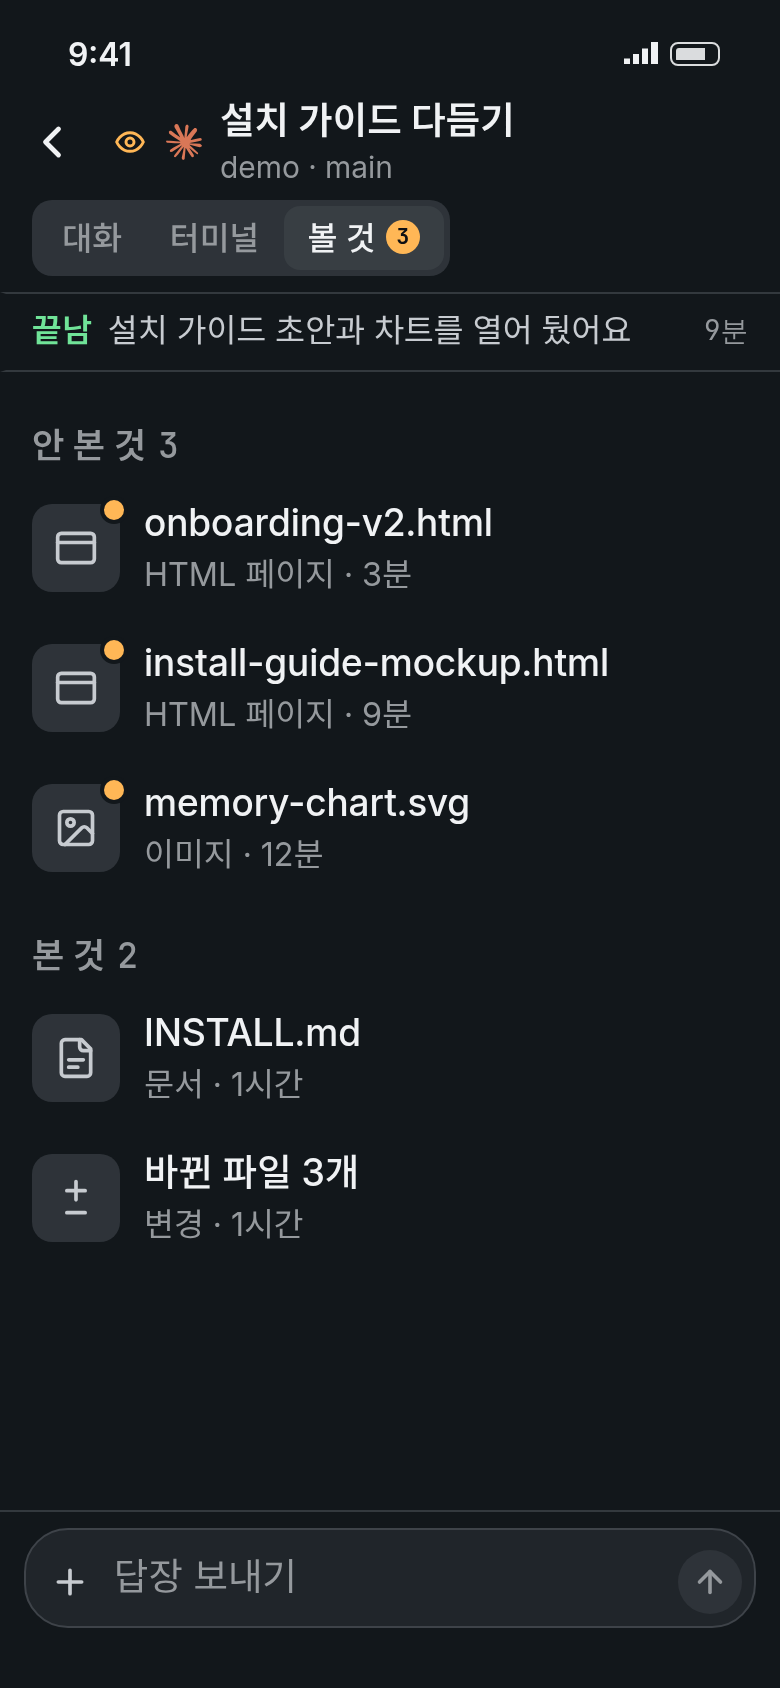 9:41
설치 가이드 다듬기
demo · main
대화 터미널 볼 것 3
끝남 설치 가이드 초안과 차트를 열어 뒀어요 9분
안 본 것 3
onboarding-v2.html
HTML 페이지 · 3분
install-guide-mockup.html
HTML 페이지 · 9분
memory-chart.svg
이미지 · 12분
본 것 2
INSTALL.md
문서 · 1시간
바뀐 파일 3개
변경 · 1시간
답장 보내기